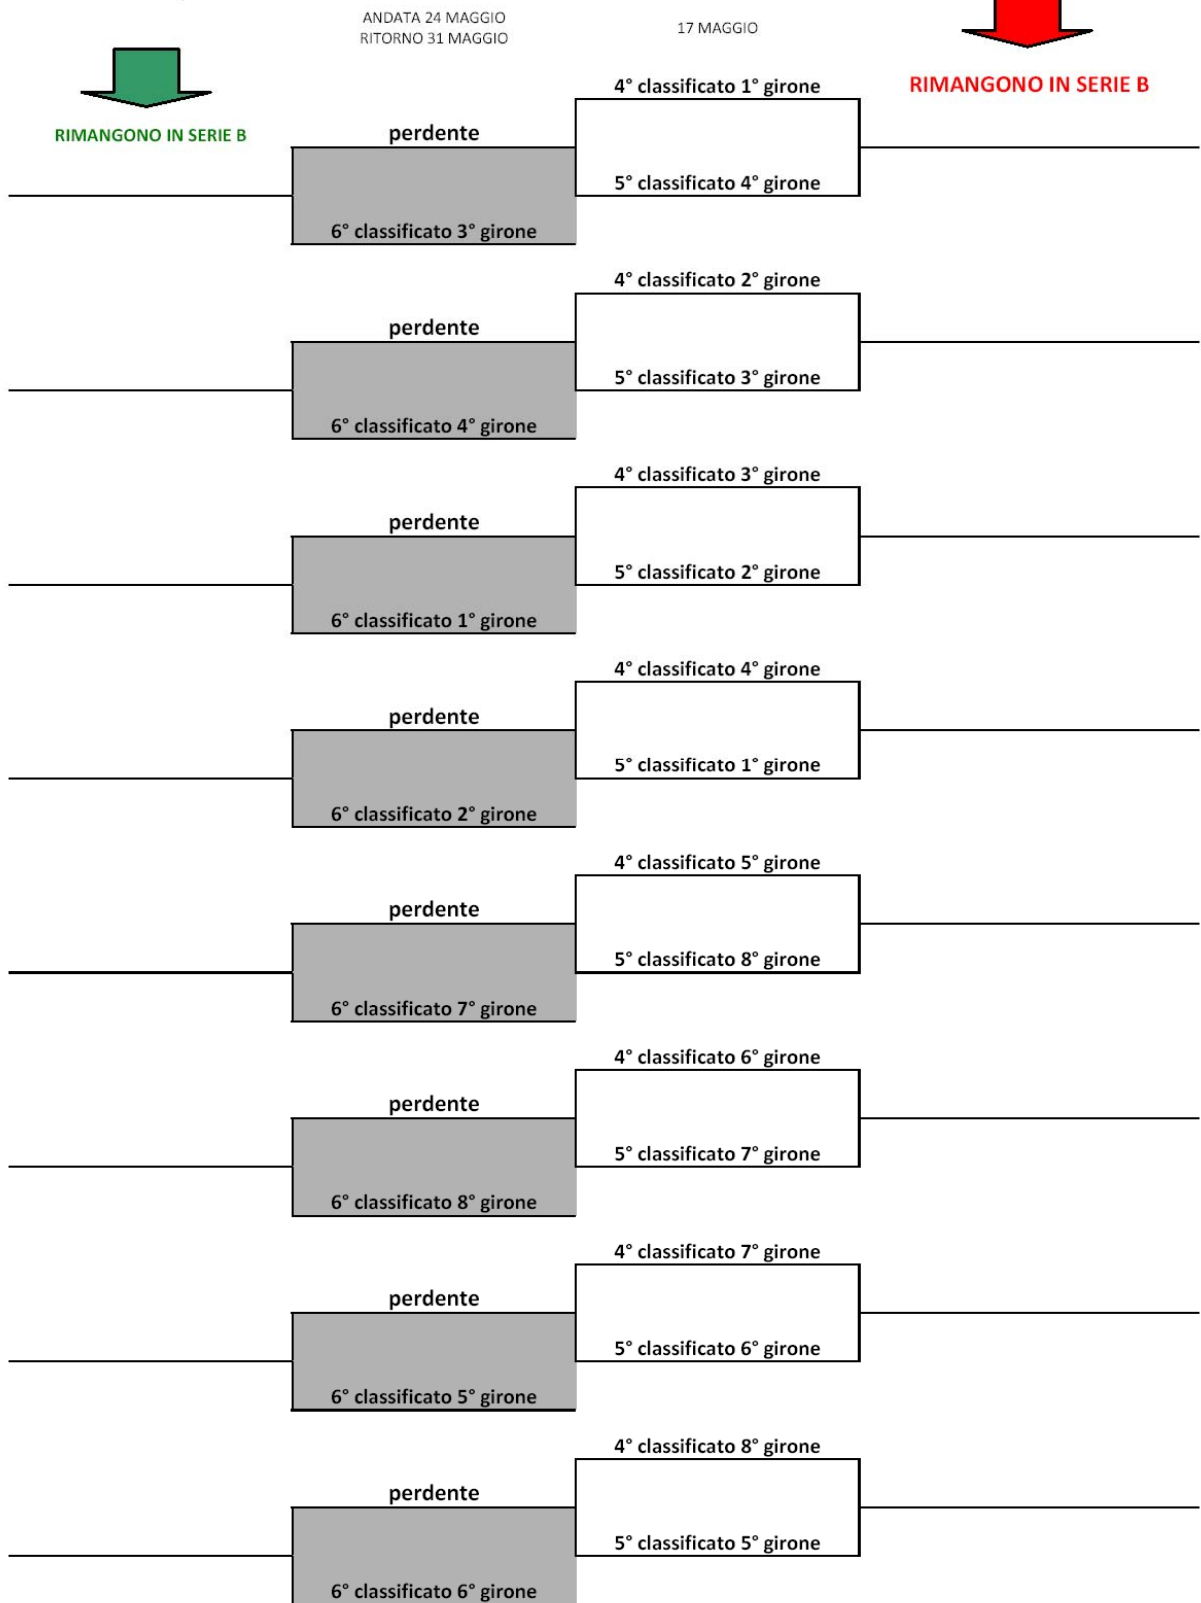 ANDATA 24 MAGGIO
RITORNO 31 MAGGIO
17 MAGGIO
RIMANGONO IN SERIE B
4° classificato 1° girone
RIMANGONO IN SERIE B
perdente
5° classificato 4° girone
6° classificato 3° girone
4° classificato 2° girone
perdente
5° classificato 3° girone
6° classificato 4° girone
4° classificato 3° girone
perdente
5° classificato 2° girone
6° classificato 1° girone
4° classificato 4° girone
perdente
5° classificato 1° girone
6° classificato 2° girone
4° classificato 5° girone
perdente
5° classificato 8° girone
6° classificato 7° girone
4° classificato 6° girone
perdente
5° classificato 7° girone
6° classificato 8° girone
4° classificato 7° girone
perdente
5° classificato 6° girone
6° classificato 5° girone
4° classificato 8° girone
perdente
5° classificato 5° girone
6° classificato 6° girone